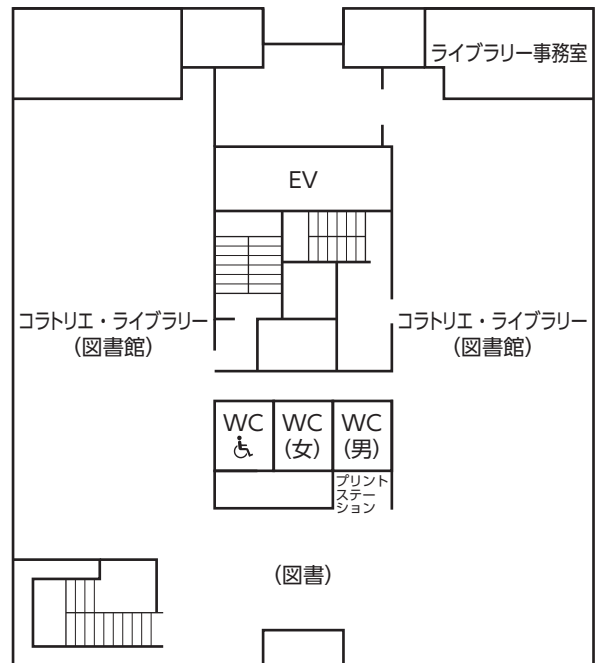 ライブラリー事務室
EV
コラトリエ・ライブラリー
(図書館)
コラトリエ・ライブラリー
(図書館)
WC
WC
(女)
WC
(男)
プリント
ステー
ション
(図書)